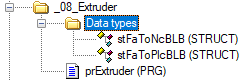 _08_Extruder
Data types
stFaToNcBLB (STRUCT)
stFaToPlcBLB (STRUCT)
prExtruder (PRG)